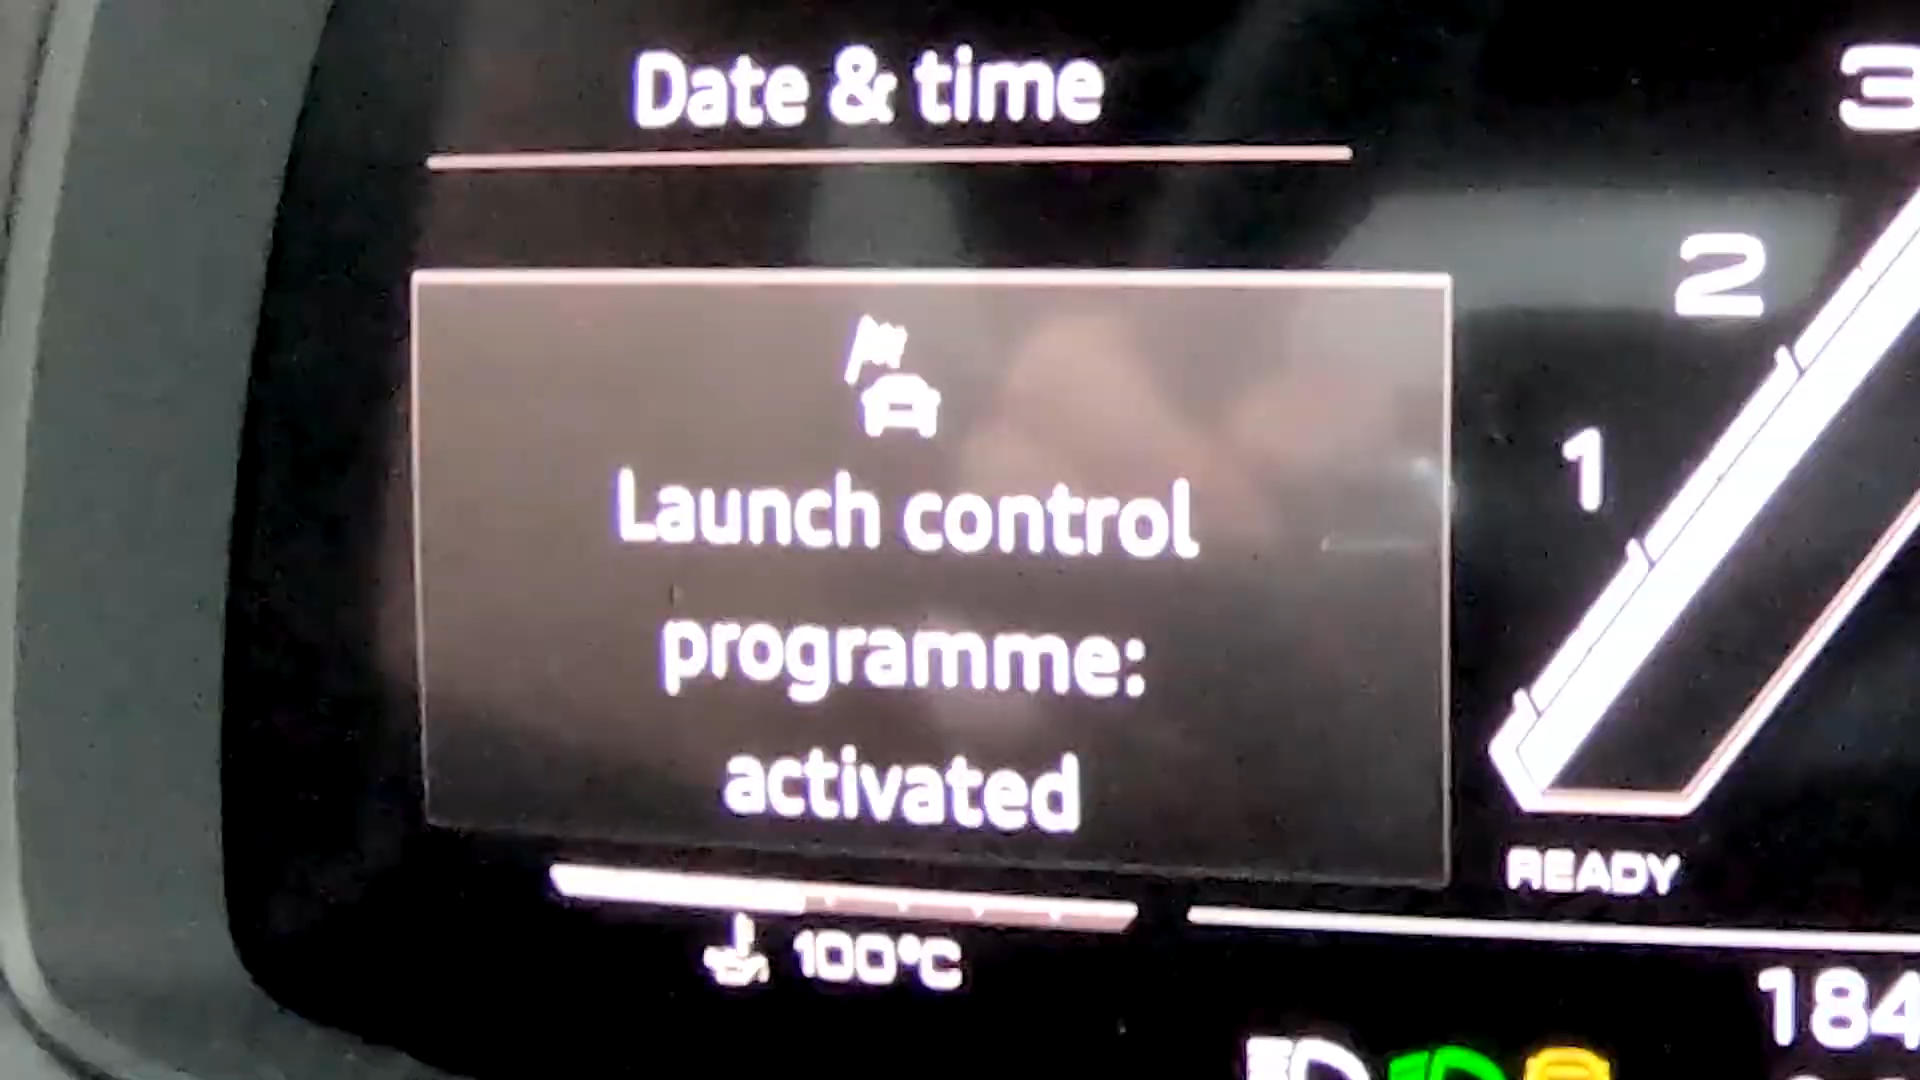 Date & time
3
2
1
Launch control
programme:
activated
READY
100°C
184